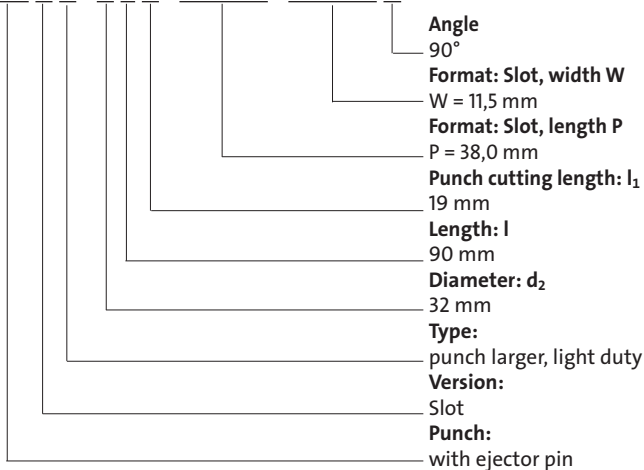 Angle
90°
Format: Slot, width W
W = 11,5 mm
Format: Slot, length P
P = 38,0 mm
Punch cutting length: l₁
19 mm
Length: l
90 mm
Diameter: d₂
32 mm
Type:
punch larger, light duty
Version:
Slot
Punch:
with ejector pin